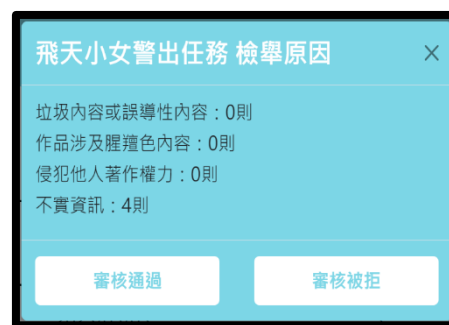 飛天小女警出任務 檢舉原因
垃圾內容或誤導性內容：0則
作品涉及腥羶色內容：0則
侵犯他人著作權力：0則
不實資訊：4則
審核通過
審核被拒